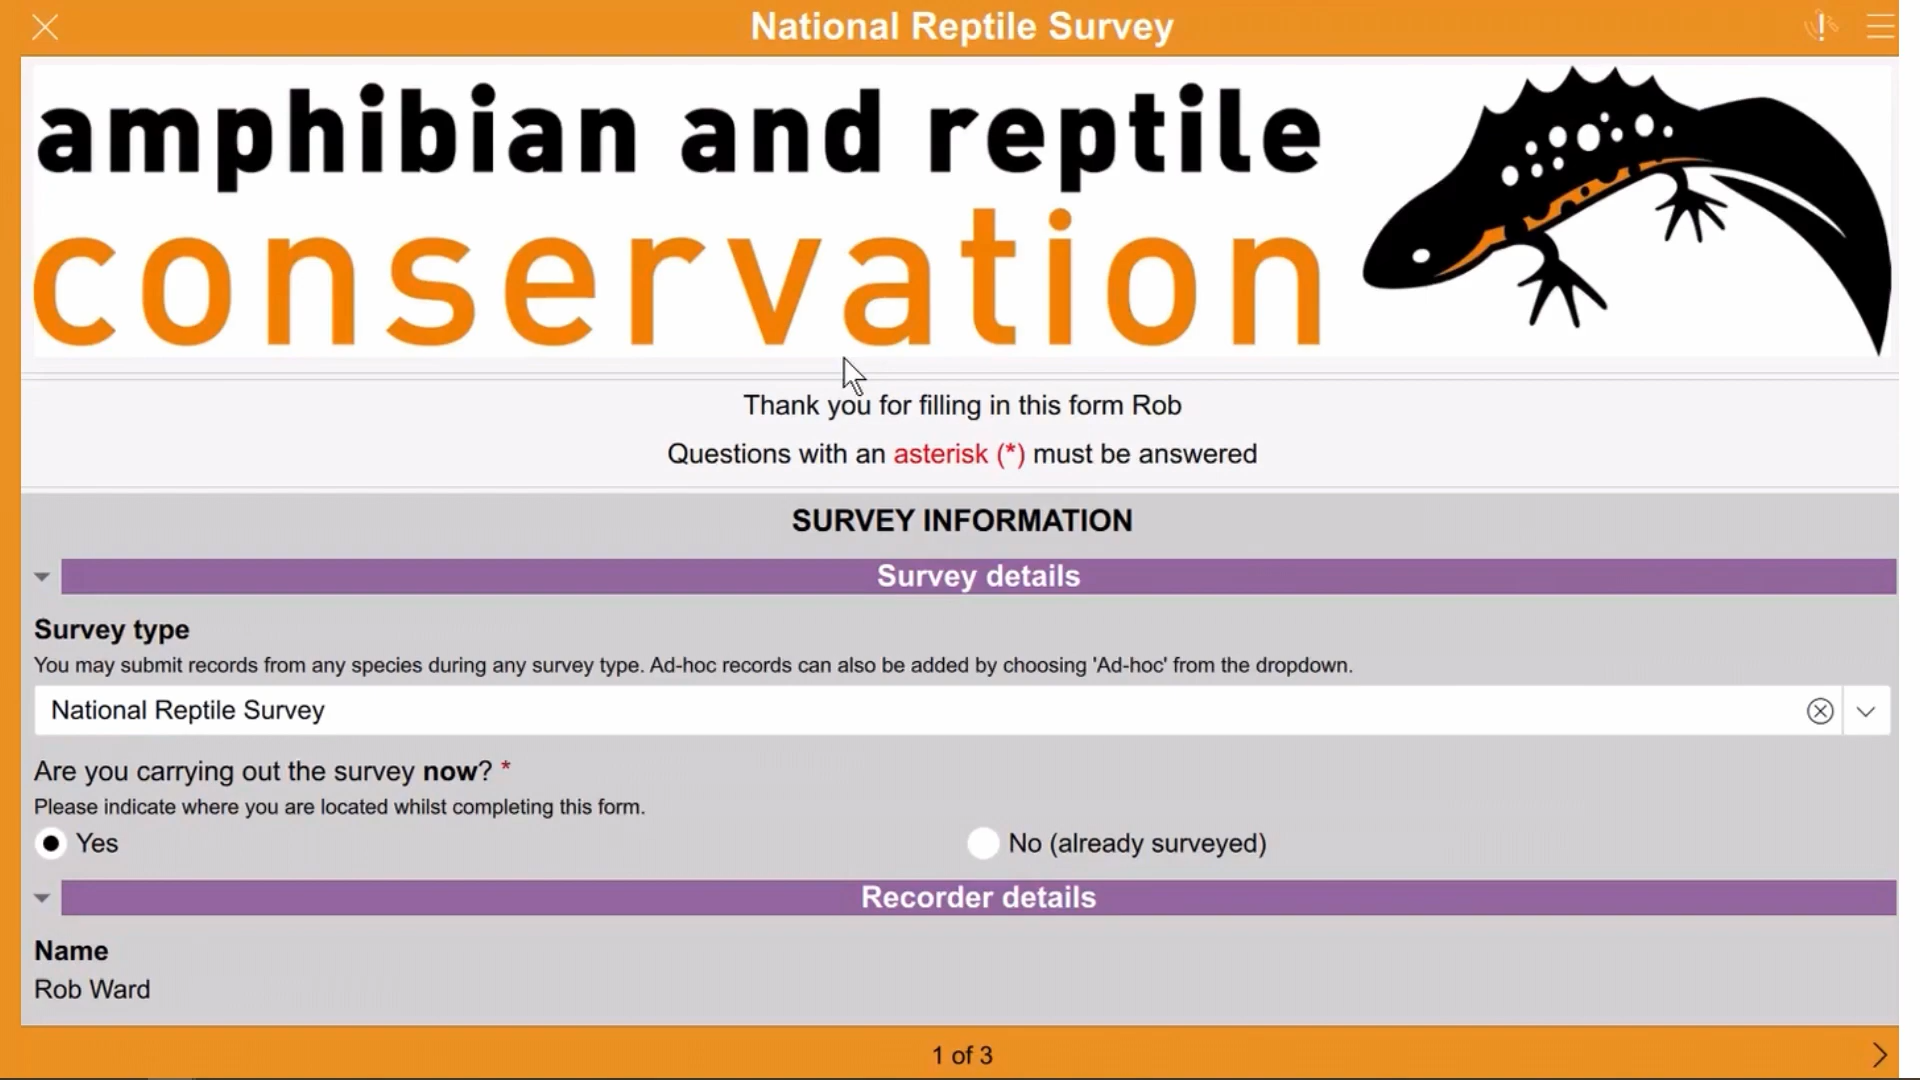 National Reptile Survey
amphibian and reptile
conservation
Thank you for filling in this form Rob
Questions with an asterisk (*) must be answered
SURVEY INFORMATION
Survey details
Survey type
You may submit records from any species during any survey type. Ad-hoc records can also be added by choosing 'Ad-hoc' from the dropdown.
National Reptile Survey
Are you carrying out the survey now? *
Please indicate where you are located whilst completing this form.
Yes
No (already surveyed)
Recorder details
Name
Rob Ward
1 of 3